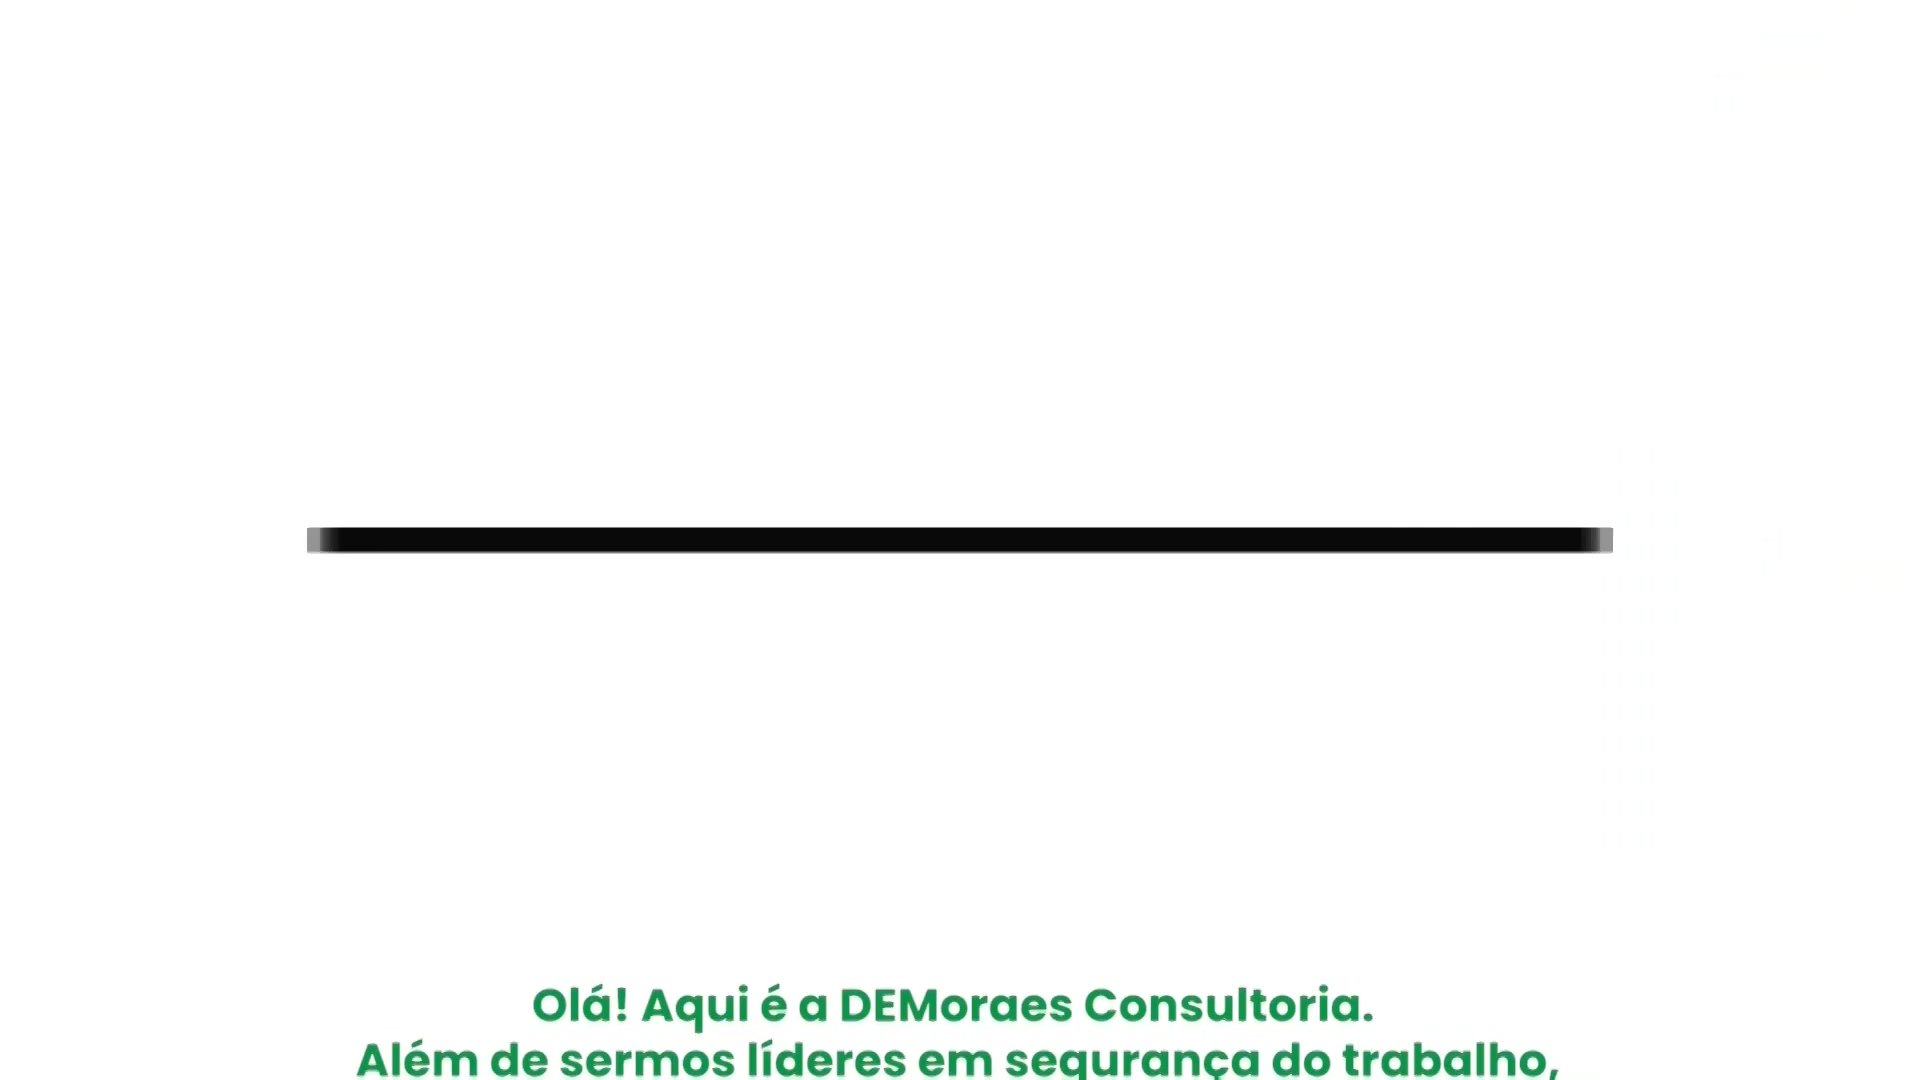 Olá! Aqui é a DEMoraes Consultoria.
Além de sermos líderes em segurança do trabalho,